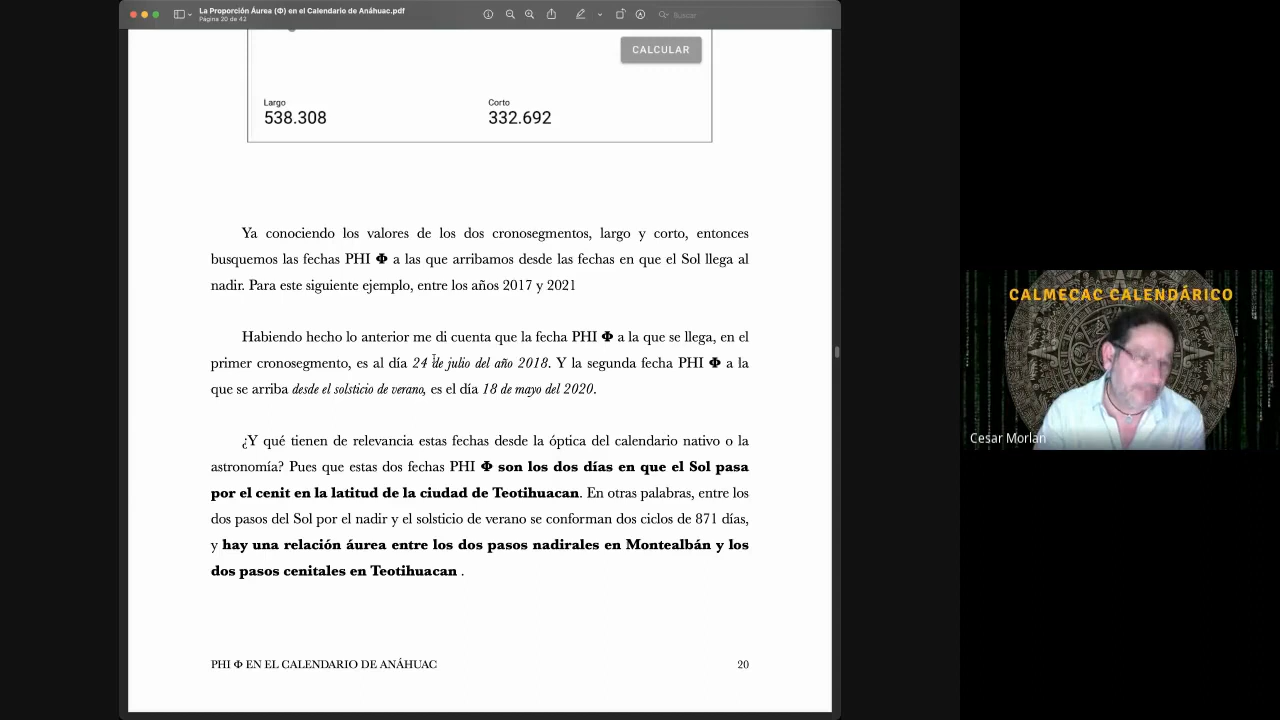 La Proporción Áurea (Φ) en el Calendario de Anáhuac.pdf
Página 20 de 42
Buscar
CALCULAR
Largo
Corto
538.308
332.692
Ya conociendo los valores de los dos cronosegmentos, largo y corto, entonces
busquemos las fechas PHI Φ a las que arribamos desde las fechas en que el Sol llega al
nadir. Para este siguiente ejemplo, entre los años 2017 y 2021
Habiendo hecho lo anterior me di cuenta que la fecha PHI Φ a la que se llega, en el
primer cronosegmento, es al día 24 de julio del año 2018. Y la segunda fecha PHI Φ a la
que se arriba desde el solsticio de verano, es el día 18 de mayo del 2020.
¿Y qué tienen de relevancia estas fechas desde la óptica del calendario nativo o la
astronomía? Pues que estas dos fechas PHI Φ son los dos días en que el Sol pasa
por el cenit en la latitud de la ciudad de Teotihuacan. En otras palabras, entre los
dos pasos del Sol por el nadir y el solsticio de verano se conforman dos ciclos de 871 días,
y hay una relación áurea entre los dos pasos nadirales en Montealbán y los
dos pasos cenitales en Teotihuacan .
PHI Φ EN EL CALENDARIO DE ANÁHUAC
20
CALMECAC CALENDÁRICO
Cesar Morlan